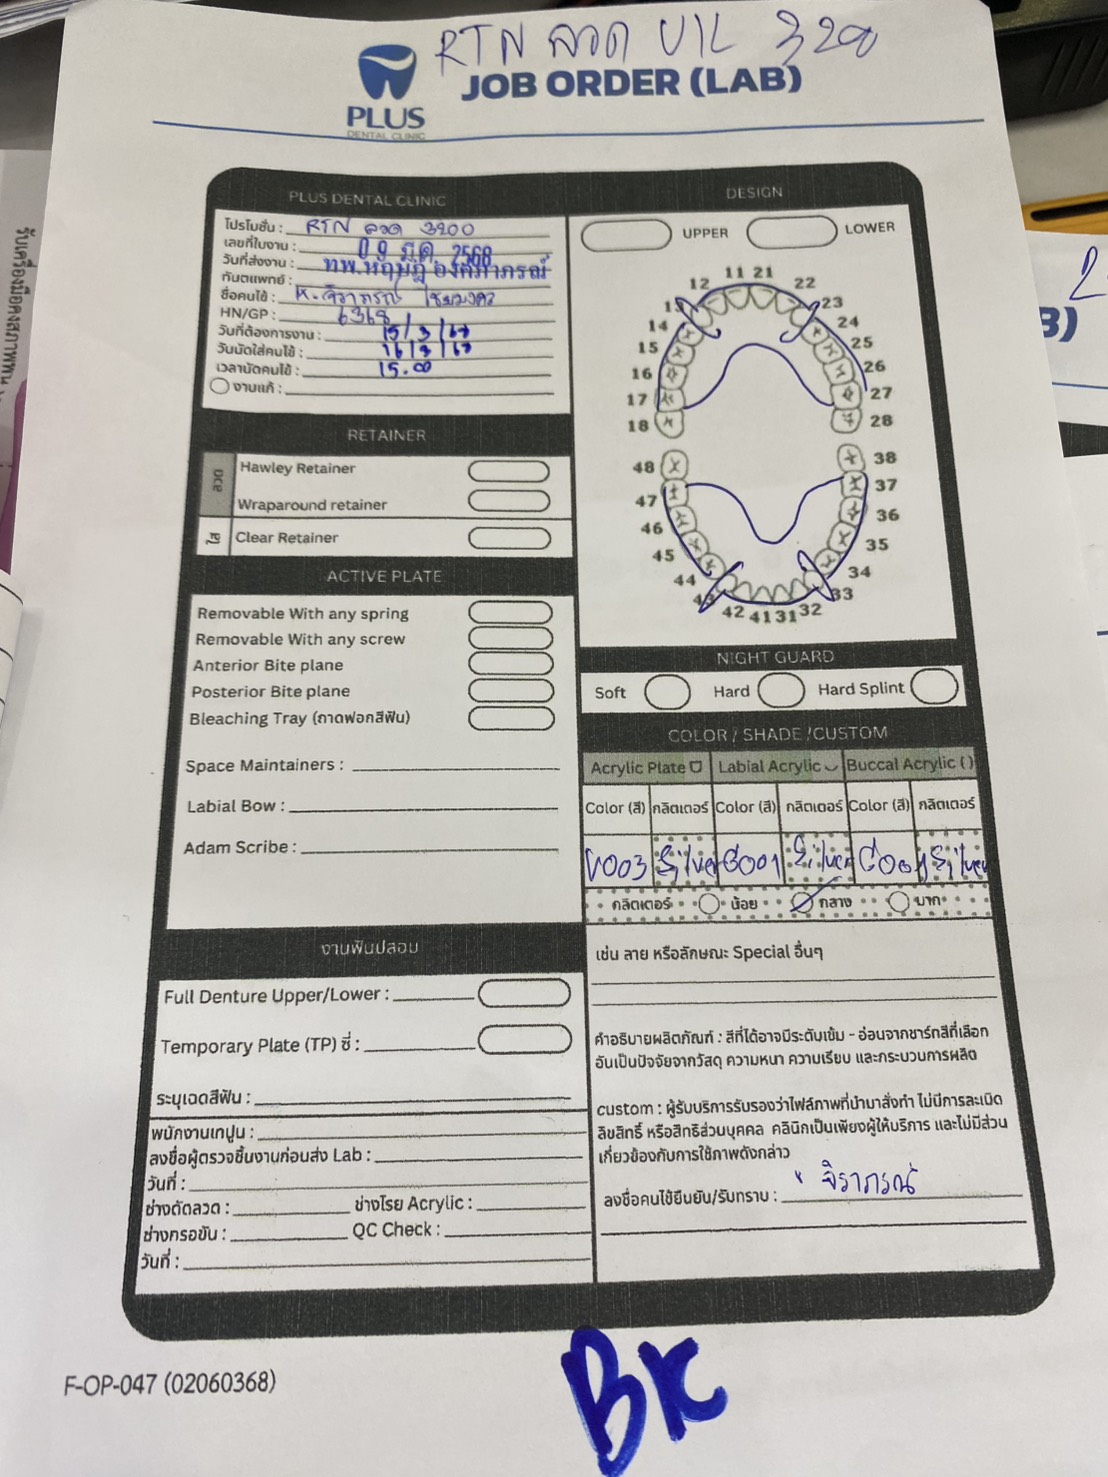 RTN ลวด U/L 3200
PLUS
DENTAL CLINIC
JOB ORDER (LAB)
PLUS DENTAL CLINIC
โปรโมชั่น : RTN ลวด 3200
เลขที่ใบงาน :
วันที่ส่งงาน : 09 มี.ค. 2568
ทันตแพทย์ : ทพ.หฤษฎ์ องศ์ศาภรณ์
ชื่อคนไข้ : K. จิราภรณ์
HN/GP : 6368
วันที่ต้องการงาน : 15/3/68
วันนัดใส่คนไข้ : 16/3/68
เวลานัดคนไข้ : 15.00
งานแก้ :
DESIGN
UPPER
LOWER
11 21
12 22
13 23
14 24
15 25
16 26
17 27
18 28
48 38
47 37
46 36
45 35
44 34
43 33
42 41 31 32
RETAINER
ลวด
Hawley Retainer
Wraparound retainer
ใส
Clear Retainer
ACTIVE PLATE
Removable With any spring
Removable With any screw
Anterior Bite plane
Posterior Bite plane
Bleaching Tray (ถาดฟอกสีฟัน)
Space Maintainers :
Labial Bow :
Adam Scribe :
NIGHT GUARD
Soft Hard Hard Splint
COLOR / SHADE /CUSTOM
Acrylic Plate Labial Acrylic Buccal Acrylic ( )
Color (สี) กลิตเตอร์ Color (สี) กลิตเตอร์ Color (สี) กลิตเตอร์
Silver G001 Silver G001 Silver
กลิตเตอร์ น้อย กลาง มาก
เช่น ลาย หรือลักษณะ Special อื่นๆ
งานฟันปลอม
Full Denture Upper/Lower :
Temporary Plate (TP) ซี่ :
ระบุเฉดสีฟัน :
พนักงานเทปูน :
ลงชื่อผู้ตรวจชิ้นงานก่อนส่ง Lab :
วันที่ :
ช่างดัดลวด : ช่างโรย Acrylic :
ช่างกรอขัน : QC Check :
วันที่ :
คำอธิบายผลิตภัณฑ์ : สีที่ได้อาจมีระดับเข้ม - อ่อนจากชาร์ทสีที่เลือก
อันเป็นปัจจัยจากวัสดุ ความหนา ความเรียบ และกระบวนการผลิต
custom : ผู้รับบริการรับรองว่าไฟล์ภาพที่นำมาสั่งทำ ไม่มีการละเมิด
ลิขสิทธิ์ หรือสิทธิส่วนบุคคล คลินิกเป็นเพียงผู้ให้บริการ และไม่มีส่วน
เกี่ยวข้องกับการใช้ภาพดังกล่าว
ลงชื่อคนไข้ยืนยัน/รับทราบ : จิราภรณ์
BK
F-OP-047 (02060368)